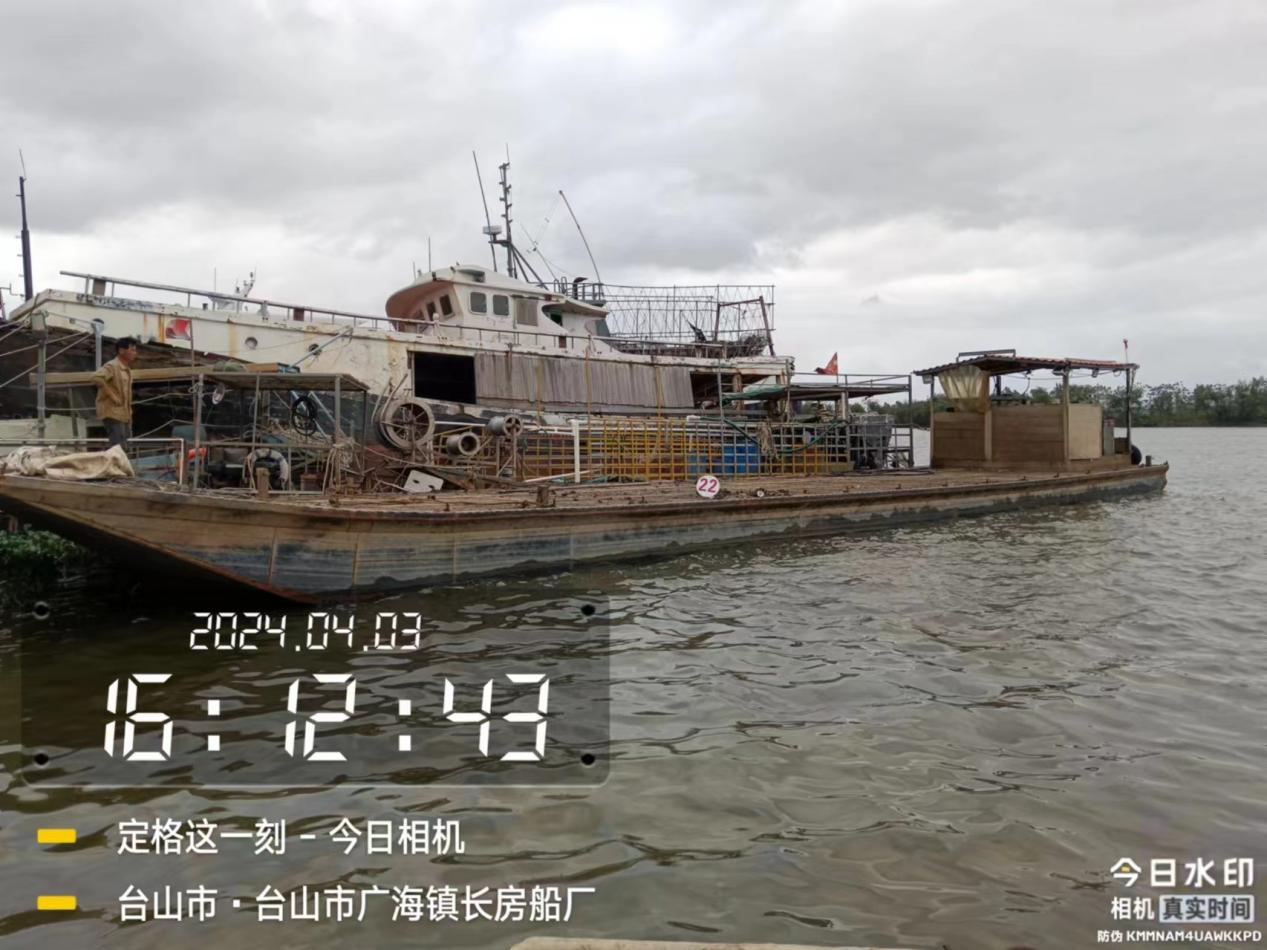 22
2024.04.03
16:12:43
定格这一刻 - 今日相机
台山市 · 台山市广海镇长房船厂
今日水印
相机 真实时间
防伪 KMMNAM4UAWKKPD